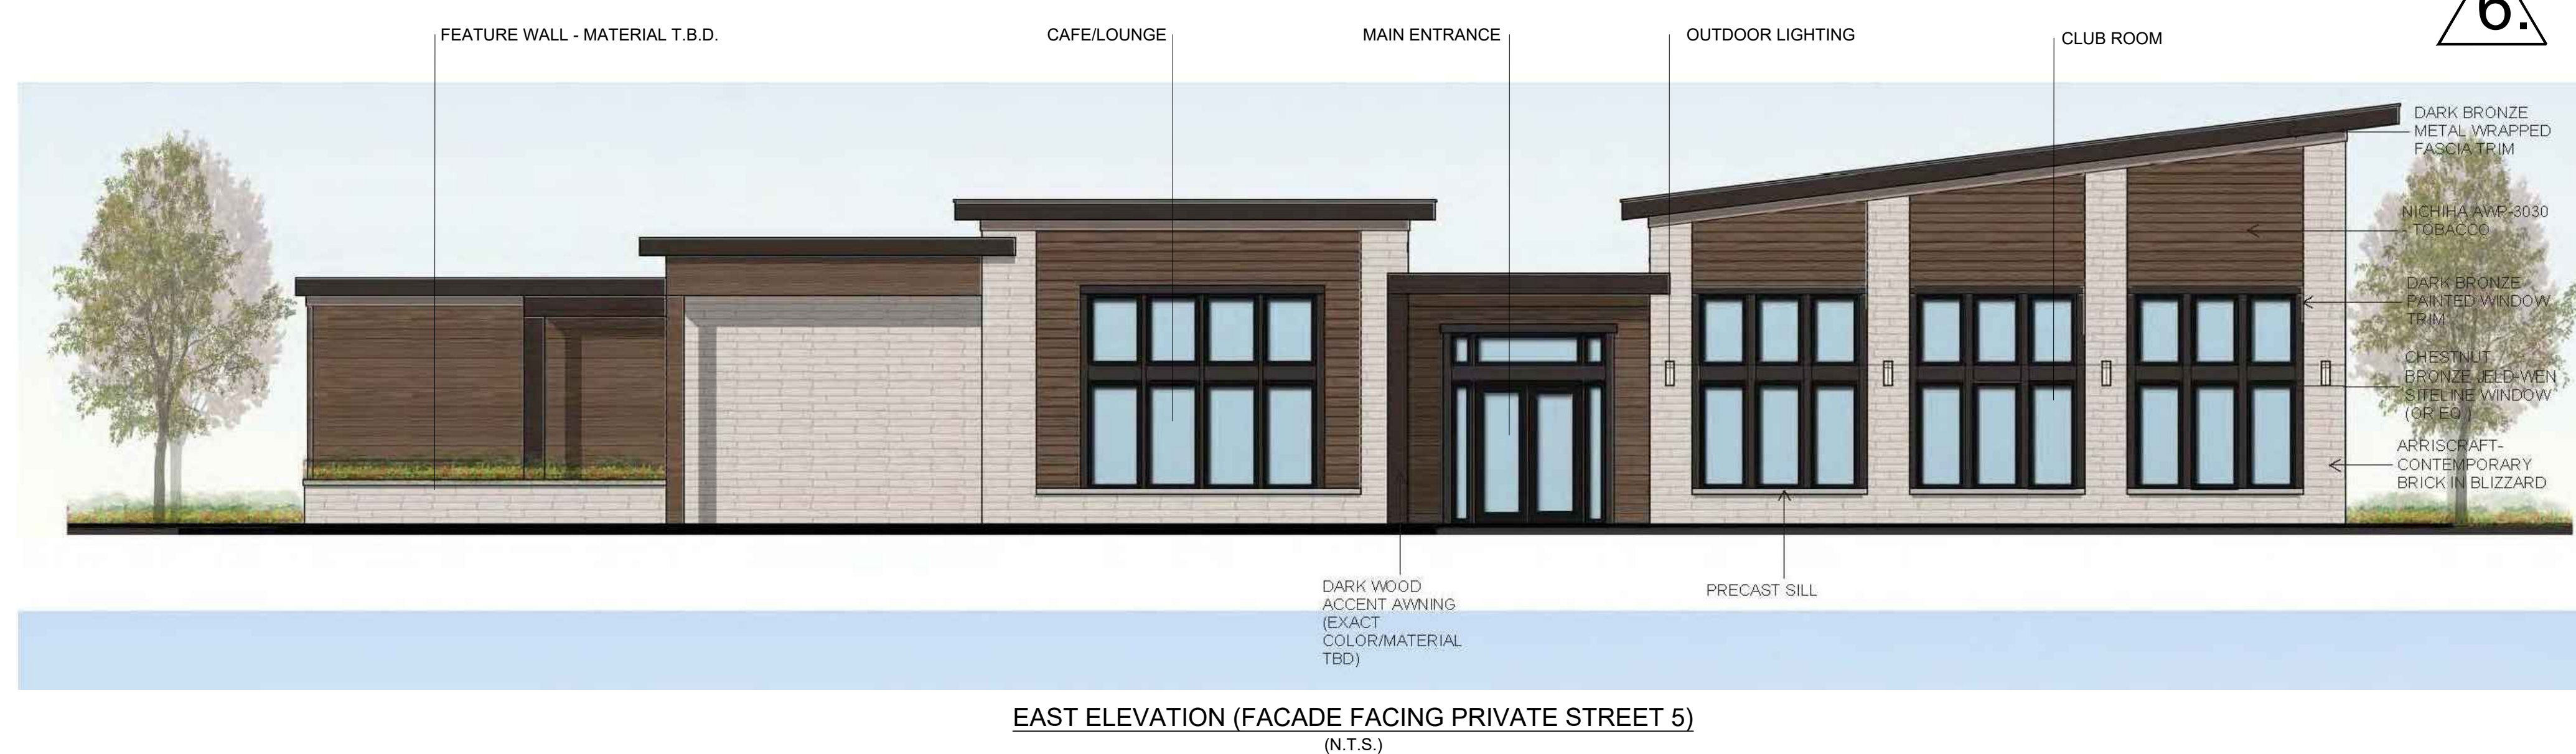 6.
FEATURE WALL - MATERIAL T.B.D.
CAFE/LOUNGE
MAIN ENTRANCE
OUTDOOR LIGHTING
CLUB ROOM
DARK BRONZE
METAL WRAPPED
FASCIA TRIM
NICHIHA AWP-3030
TOBACCO
DARK BRONZE
PAINTED WINDOW
TRIM
CHESTNUT
BRONZE JELD-WEN
SITELINE WINDOW
(OR EQ.)
ARRISCRAFT-
CONTEMPORARY
BRICK IN BLIZZARD
DARK WOOD
ACCENT AWNING
(EXACT
COLOR/MATERIAL
TBD)
PRECAST SILL
EAST ELEVATION (FACADE FACING PRIVATE STREET 5)
(N.T.S.)